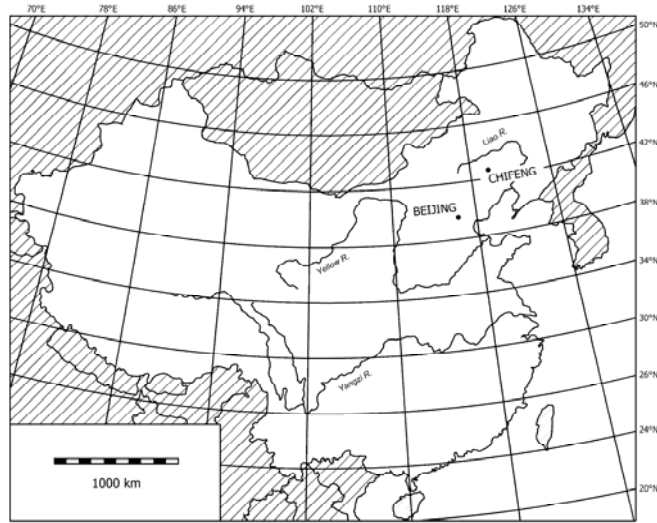 70°E 78°E 86°E 94°E 102°E 110°E 118°E 126°E 134°E
50°N
46°N
42°N
38°N
34°N
30°N
26°N
24°N
20°N
Liao R.
CHIFENG
BEIJING
Yellow R.
Yangzi R.
1000 km